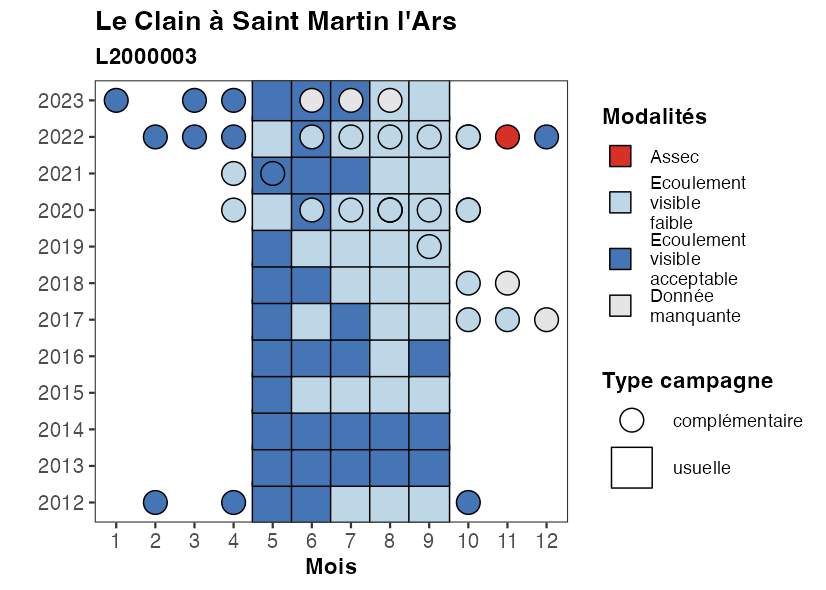 Le Clain à Saint Martin l'Ars
L2000003
2023
2022
2021
2020
2019
2018
2017
2016
2015
2014
2013
2012
1 2 3 4 5 6 7 8 9 10 11 12
Mois
Modalités
Assec
Ecoulement
visible
faible
Ecoulement
visible
acceptable
Donnée
manquante
Type campagne
complémentaire
usuelle